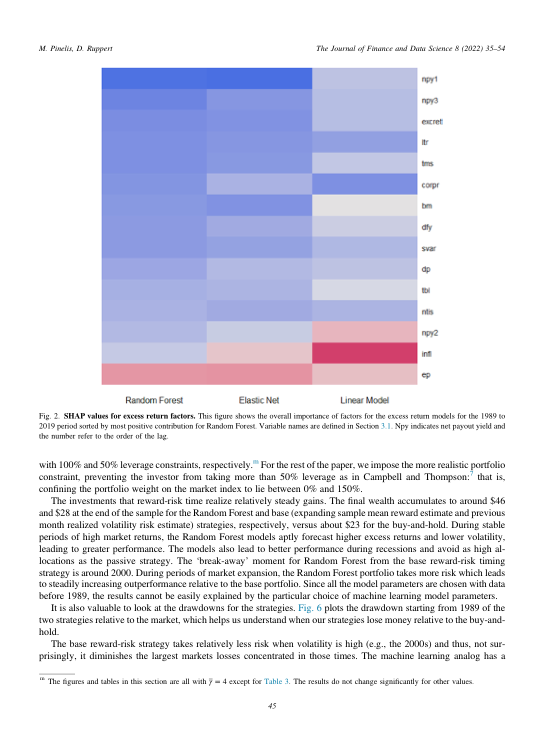 M. Pinelis, D. Ruppert
The Journal of Finance and Data Science 8 (2022) 35–54
npy1
npy3
excret
ltr
tms
corpr
bm
dfy
svar
dp
tbl
ntis
npy2
infl
ep
Random Forest
Elastic Net
Linear Model
Fig. 2. SHAP values for excess return factors. This figure shows the overall importance of factors for the excess return models for the 1989 to
2019 period sorted by most positive contribution for Random Forest. Variable names are defined in Section 3.1. Npy indicates net payout yield and
the number refer to the order of the lag.
with 100% and 50% leverage constraints, respectively.m For the rest of the paper, we impose the more realistic portfolio
constraint, preventing the investor from taking more than 50% leverage as in Campbell and Thompson:7 that is,
confining the portfolio weight on the market index to lie between 0% and 150%.
The investments that reward-risk time realize relatively steady gains. The final wealth accumulates to around $46
and $28 at the end of the sample for the Random Forest and base (expanding sample mean reward estimate and previous
month realized volatility risk estimate) strategies, respectively, versus about $23 for the buy-and-hold. During stable
periods of high market returns, the Random Forest models aptly forecast higher excess returns and lower volatility,
leading to greater performance. The models also lead to better performance during recessions and avoid as high al-
locations as the passive strategy. The ‘break-away’ moment for Random Forest from the base reward-risk timing
strategy is around 2000. During periods of market expansion, the Random Forest portfolio takes more risk which leads
to steadily increasing outperformance relative to the base portfolio. Since all the model parameters are chosen with data
before 1989, the results cannot be easily explained by the particular choice of machine learning model parameters.
It is also valuable to look at the drawdowns for the strategies. Fig. 6 plots the drawdown starting from 1989 of the
two strategies relative to the market, which helps us understand when our strategies lose money relative to the buy-and-
hold.
The base reward-risk strategy takes relatively less risk when volatility is high (e.g., the 2000s) and thus, not sur-
prisingly, it diminishes the largest markets losses concentrated in those times. The machine learning analog has a
m The figures and tables in this section are all with γ̅ = 4 except for Table 3. The results do not change significantly for other values.
45